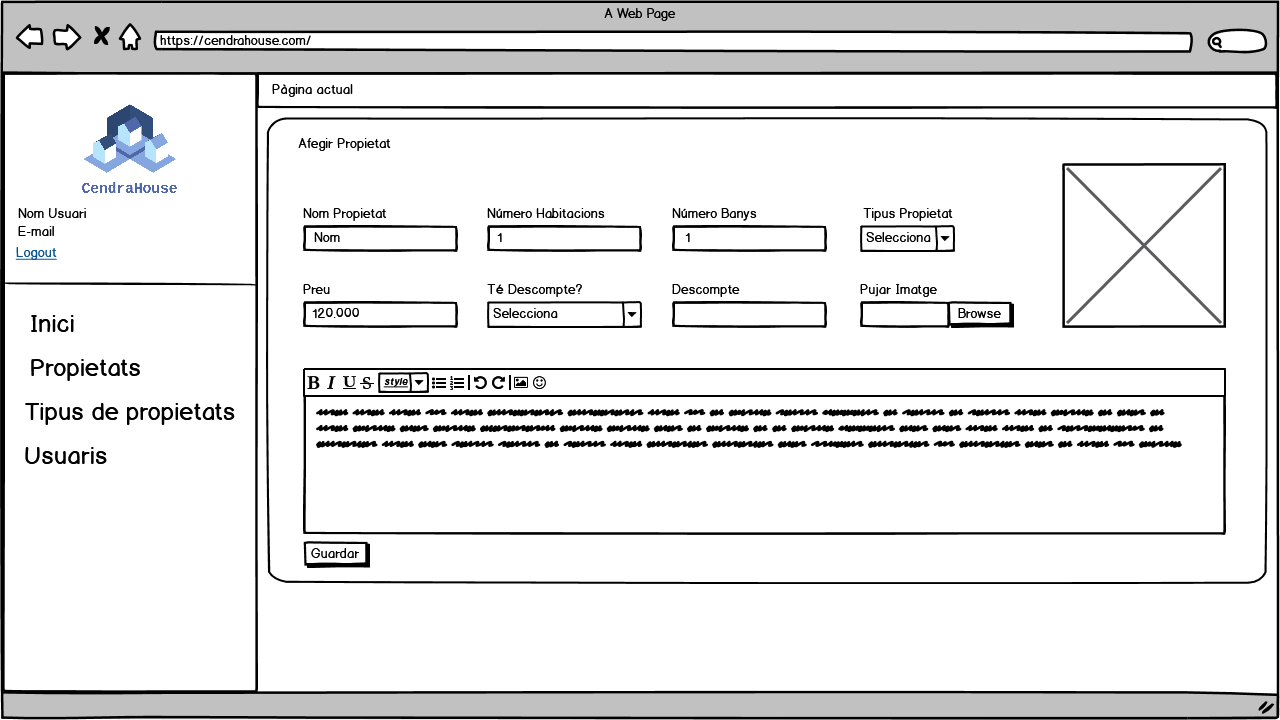 A Web Page
https://cendrahouse.com/
CendraHouse
Nom Usuari
E-mail
Logout
Inici
Propietats
Tipus de propietats
Usuaris
Pàgina actual
Afegir Propietat
Nom Propietat Número Habitacions Número Banys Tipus Propietat
Nom 1 1 Selecciona
Preu Té Descompte? Descompte Pujar Imatge
120.000 Selecciona Browse
B I U S style
Guardar